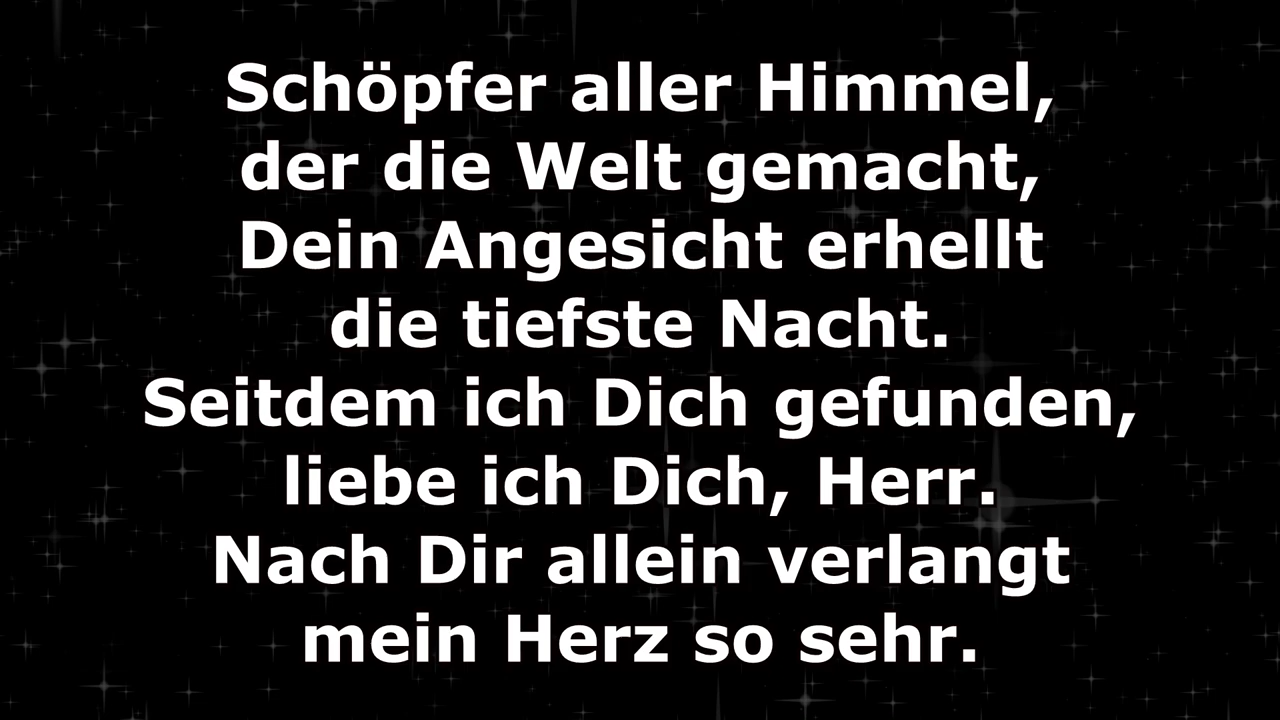 Schöpfer aller Himmel,
der die Welt gemacht,
Dein Angesicht erhellt
die tiefste Nacht.
Seitdem ich Dich gefunden,
liebe ich Dich, Herr.
Nach Dir allein verlangt
mein Herz so sehr.